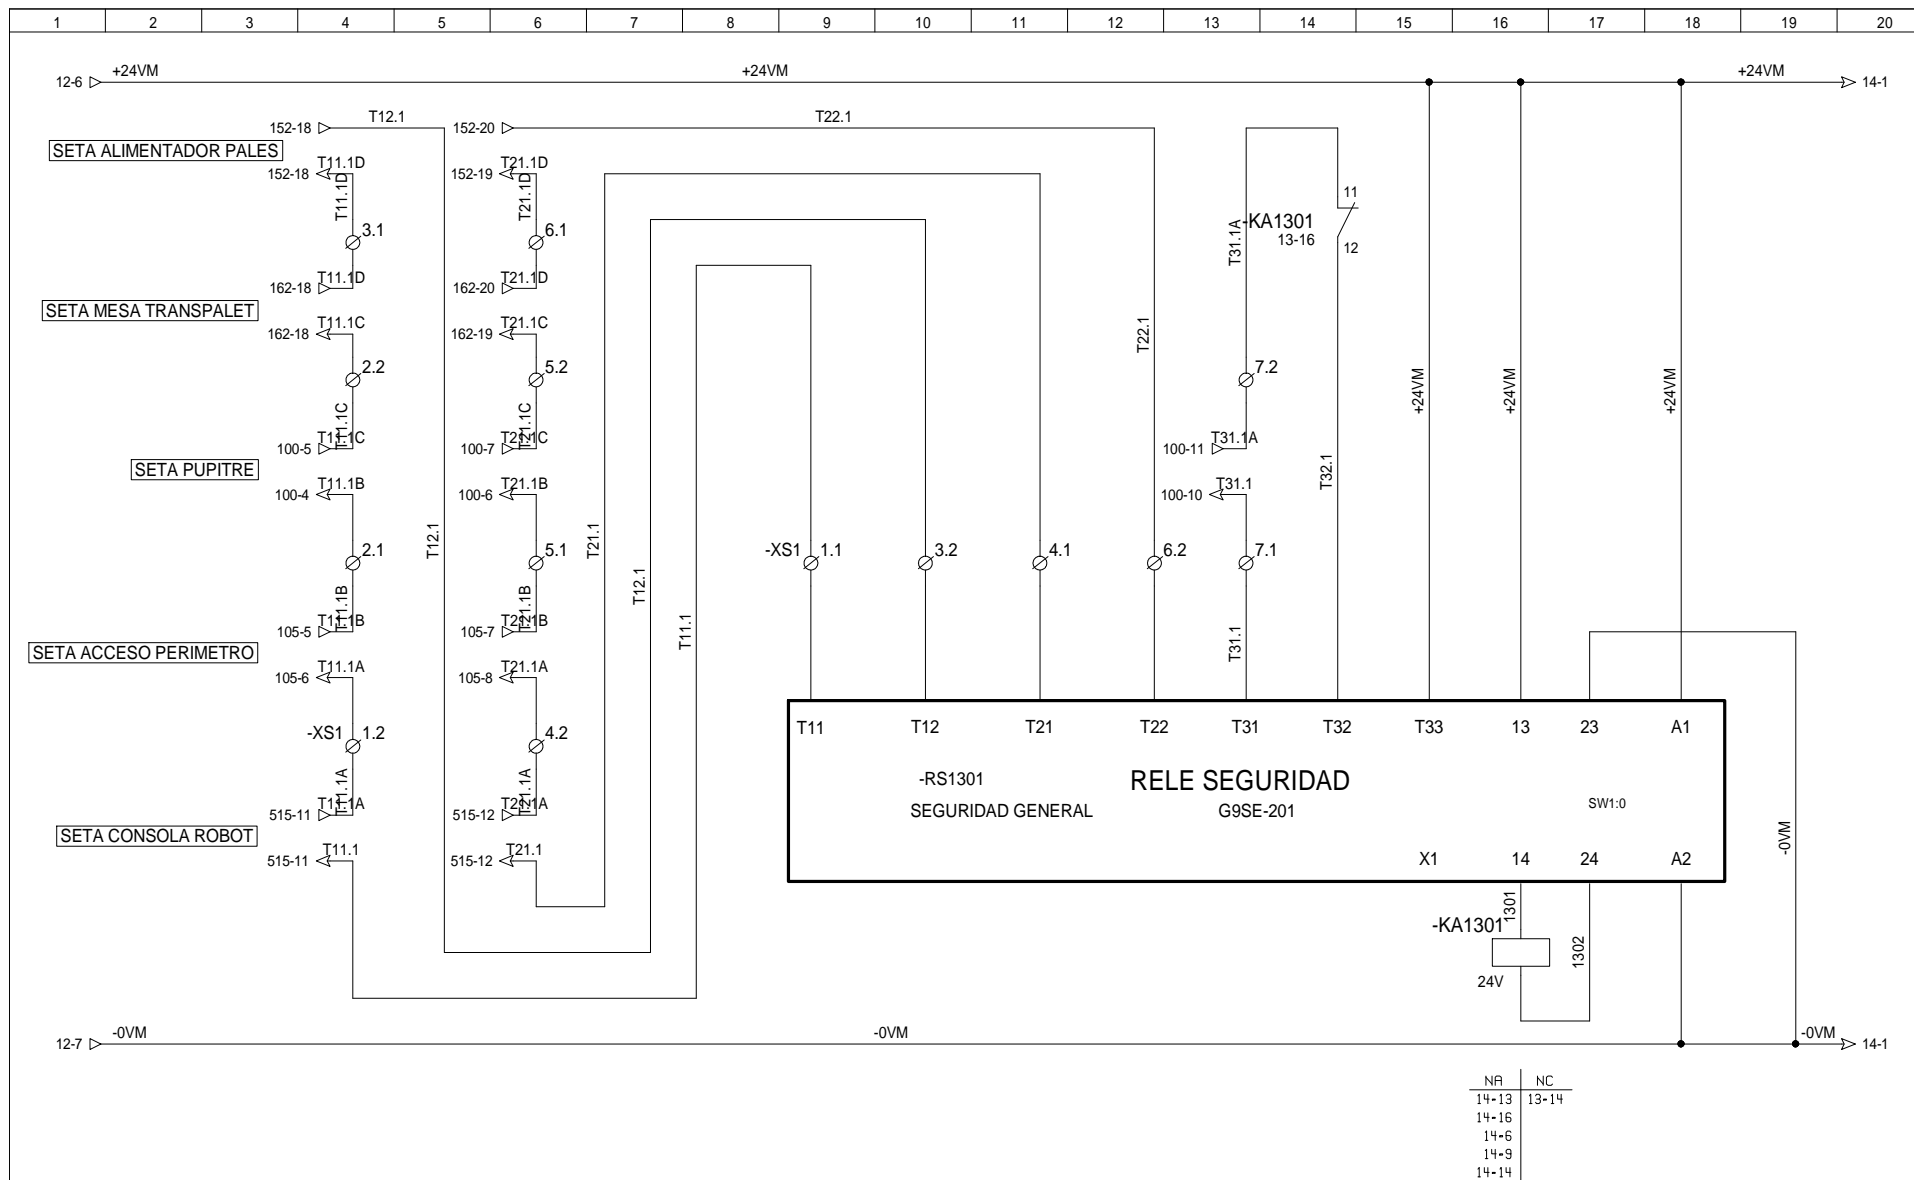 1 2 3 4 5 6 7 8 9 10 11 12 13 14 15 16 17 18 19 20
12-6 +24VM +24VM +24VM 14-1
152-18 T12.1 152-20 T22.1
SETA ALIMENTADOR PALES
152-18 T11.1D 152-19 T21.1D
T11.1D T21.1D
11
-KA1301
13-16
12
3.1 6.1 T31.1A
162-18 T11.1D 162-20 T21.1D
SETA MESA TRANSPALET
162-18 T11.1C 162-19 T21.1C T22.1
2.2 5.2 7.2 +24VM +24VM +24VM
T11.1C T21.1C
100-5 T11.1C 100-7 T21.1C 100-11 T31.1A
SETA PUPITRE T32.1
100-4 T11.1B 100-6 T21.1B 100-10 T31.1
T12.1 T21.1 T12.1
2.1 5.1 -XS1 1.1 3.2 4.1 6.2 7.1
T11.1B T21.1B T11.1 T31.1
105-5 T11.1B 105-7 T21.1B
SETA ACCESO PERIMETRO
105-6 T11.1A 105-8 T21.1A
-XS1 1.2 4.2
T11 T12 T21 T22 T31 T32 T33 13 23 A1
T11.1A T21.1A
-RS1301 RELE SEGURIDAD
SEGURIDAD GENERAL G9SE-201 SW1:0
515-11 T11.1A 515-12 T21.1A
SETA CONSOLA ROBOT
515-11 T11.1 515-12 T21.1
X1 14 24 A2
-0VM
1301
-KA1301
1302
24V
12-7 -0VM -0VM -0VM 14-1
NA NC
14-13 13-14
14-16
14-6
14-9
14-14